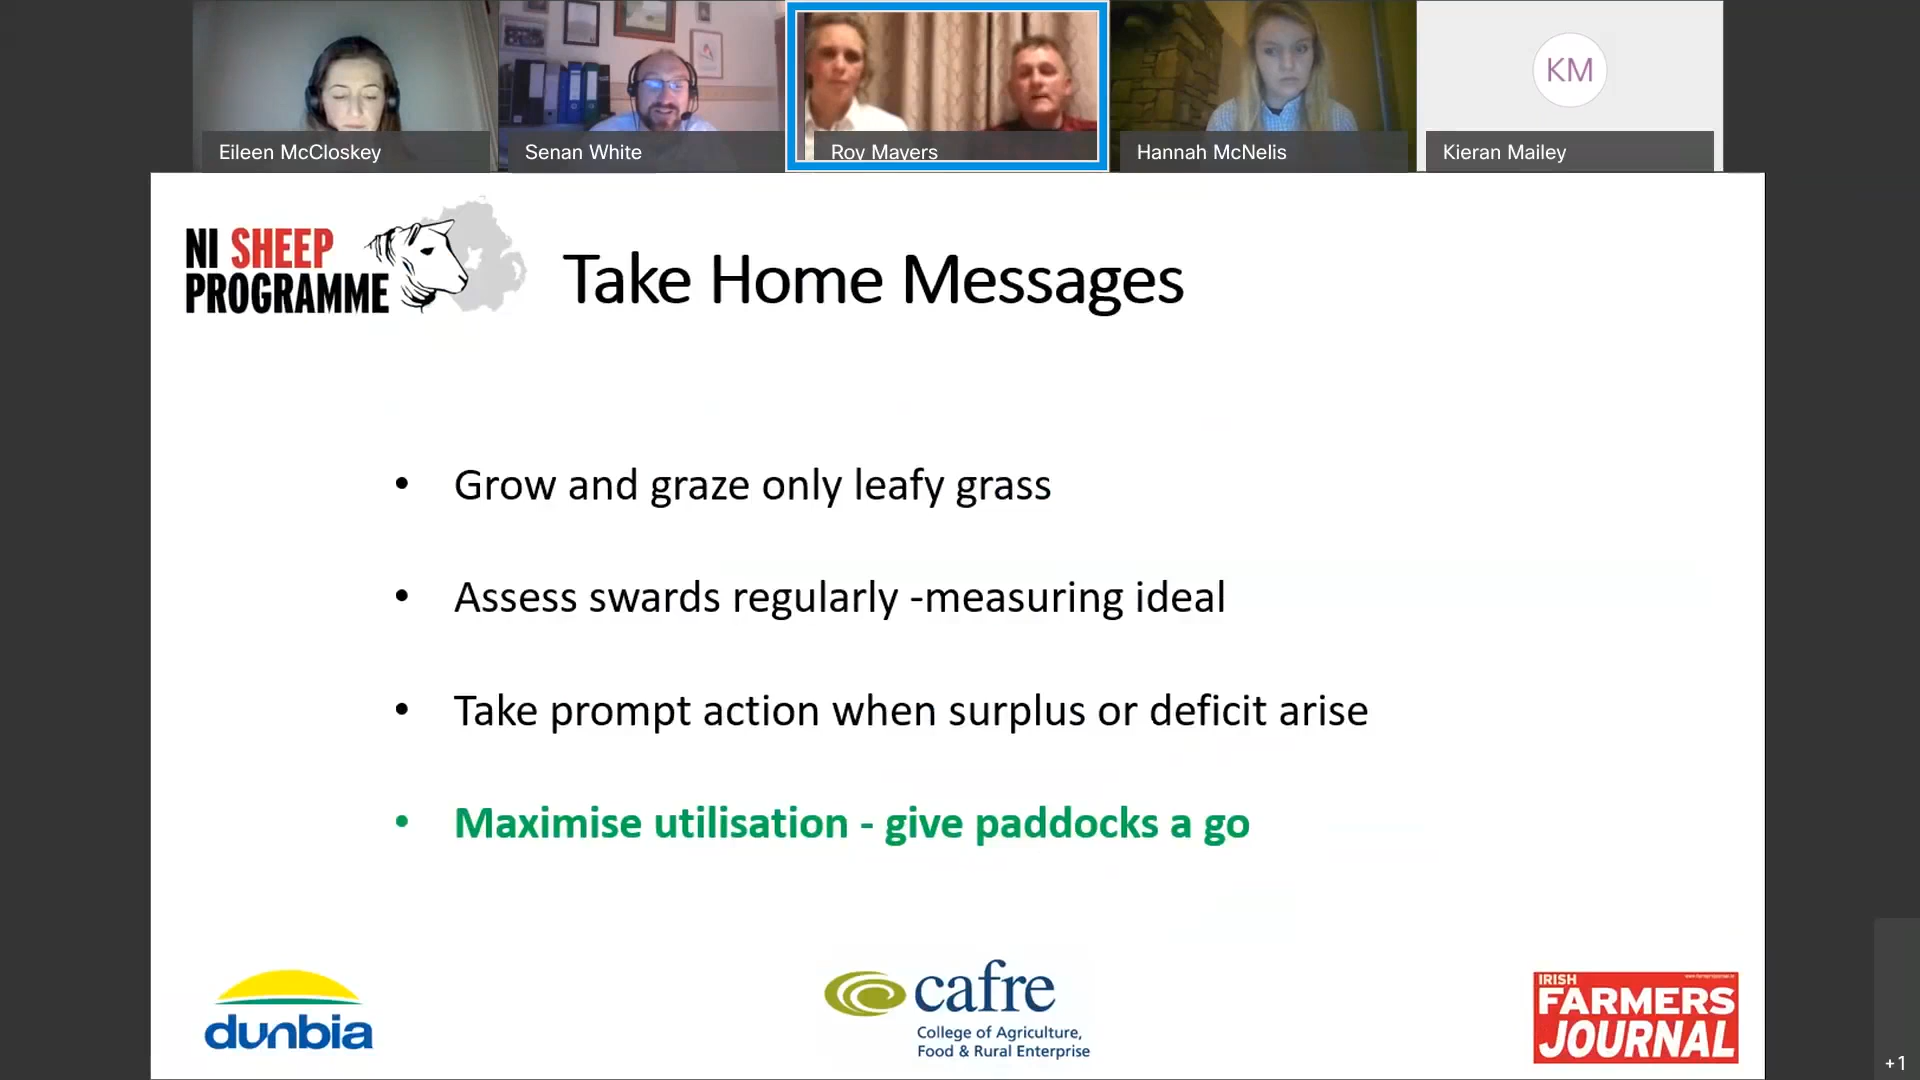 Eileen McCloskey
Senan White
Roy Mayers
Hannah McNelis
KM
Kieran Mailey
NI SHEEP
PROGRAMME
Take Home Messages
• Grow and graze only leafy grass
• Assess swards regularly -measuring ideal
• Take prompt action when surplus or deficit arise
• Maximise utilisation - give paddocks a go
dunbia
cafre
College of Agriculture,
Food & Rural Enterprise
IRISH
FARMERS
JOURNAL
+1